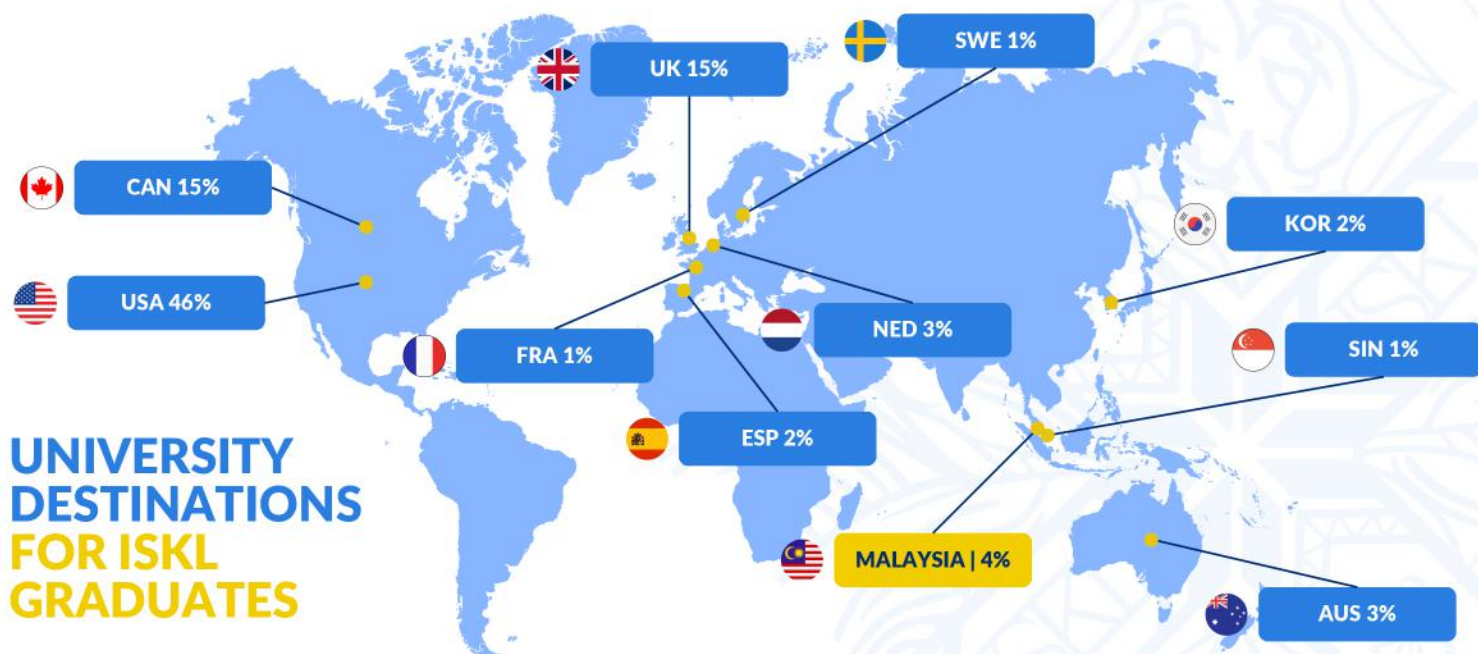 SWE 1%
UK 15%
CAN 15%
KOR 2%
USA 46%
NED 3%
FRA 1%
SIN 1%
ESP 2%
UNIVERSITY
DESTINATIONS
FOR ISKL
GRADUATES
MALAYSIA | 4%
AUS 3%